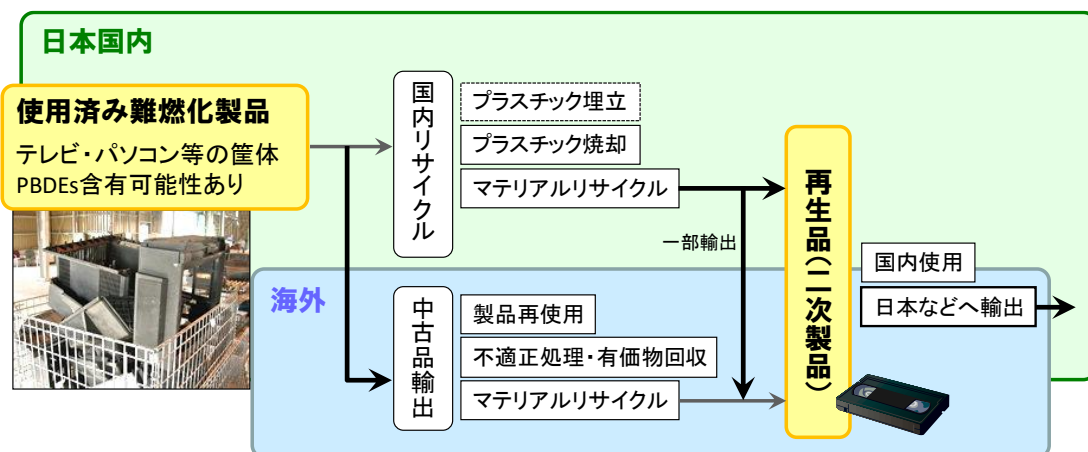 日本国内
使用済み難燃化製品
テレビ・パソコン等の筐体
PBDEs含有可能性あり
国内リサイクル
プラスチック埋立
プラスチック焼却
マテリアルリサイクル
一部輸出
再生品(二次製品)
国内使用
日本などへ輸出
海外
中古品輸出
製品再使用
不適正処理・有価物回収
マテリアルリサイクル